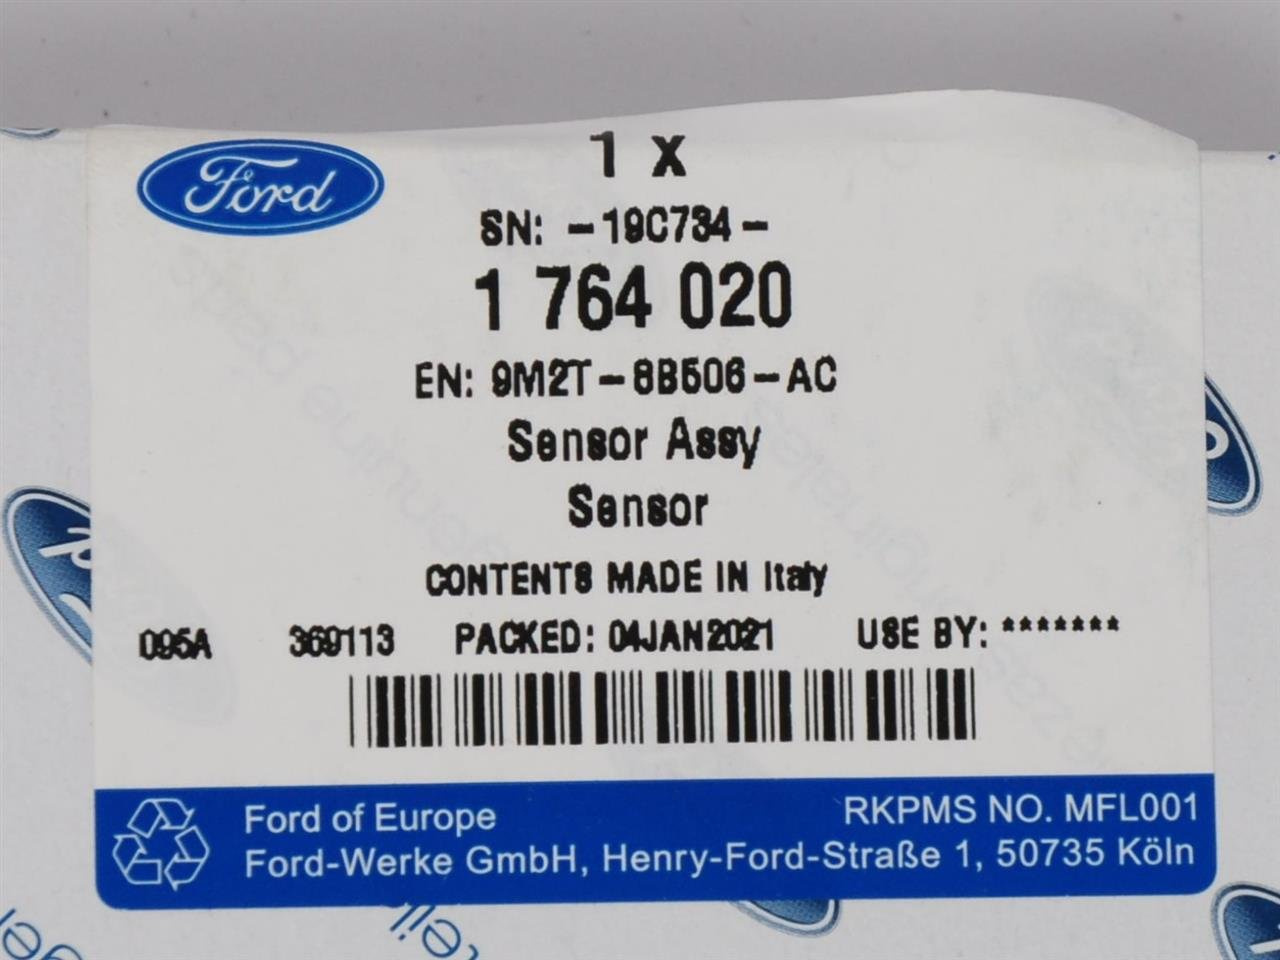 Ford
1 x
SN: -19C734-
1 764 020
EN: 9M2T-8B506-AC
Sensor Assy
Sensor
CONTENTS MADE IN Italy
095A 369113 PACKED: 04JAN2021 USE BY: *******
Ford of Europe RKPMS NO. MFL001
Ford-Werke GmbH, Henry-Ford-Straße 1, 50735 Köln